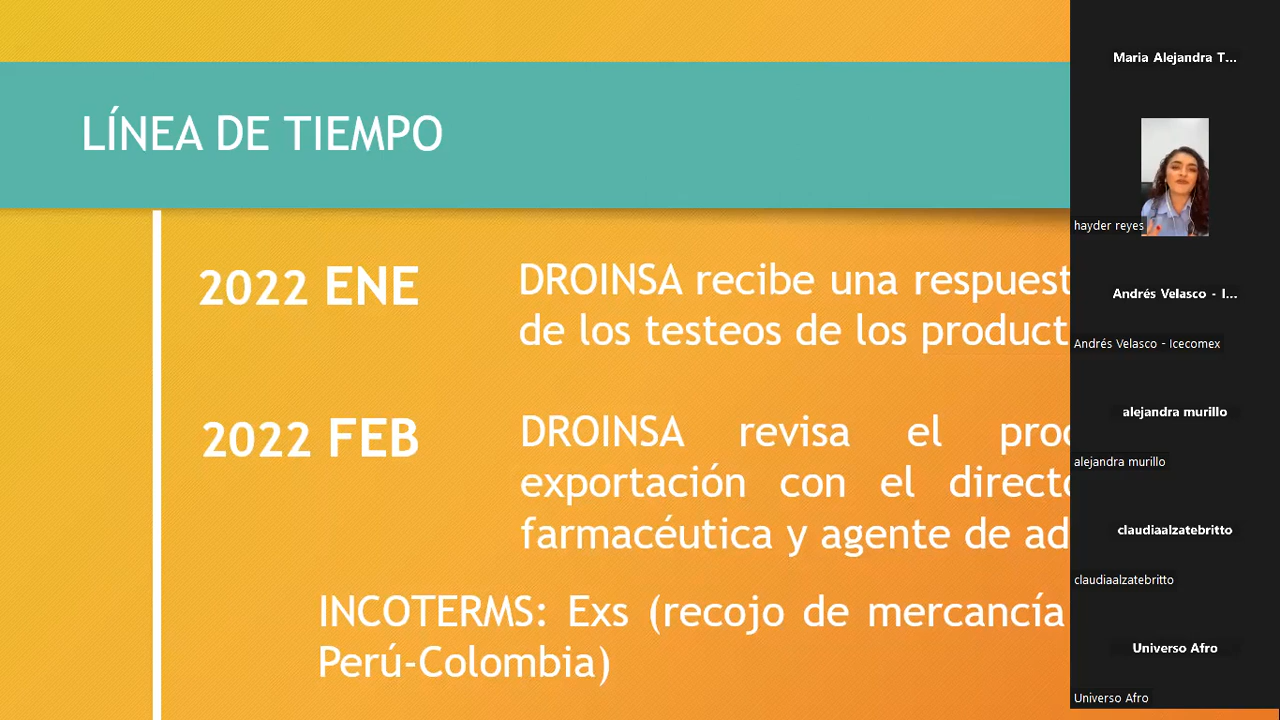 LÍNEA DE TIEMPO
2022 ENE
DROINSA recibe una respuest
de los testeos de los product
2022 FEB
DROINSA revisa el proc
exportación con el directo
farmacéutica y agente de ad
INCOTERMS: Exs (recojo de mercancía
Perú-Colombia)
Maria Alejandra T...
hayder reyes
Andrés Velasco - I...
Andrés Velasco - Icecomex
alejandra murillo
alejandra murillo
claudiaalzatebritto
claudiaalzatebritto
Universo Afro
Universo Afro